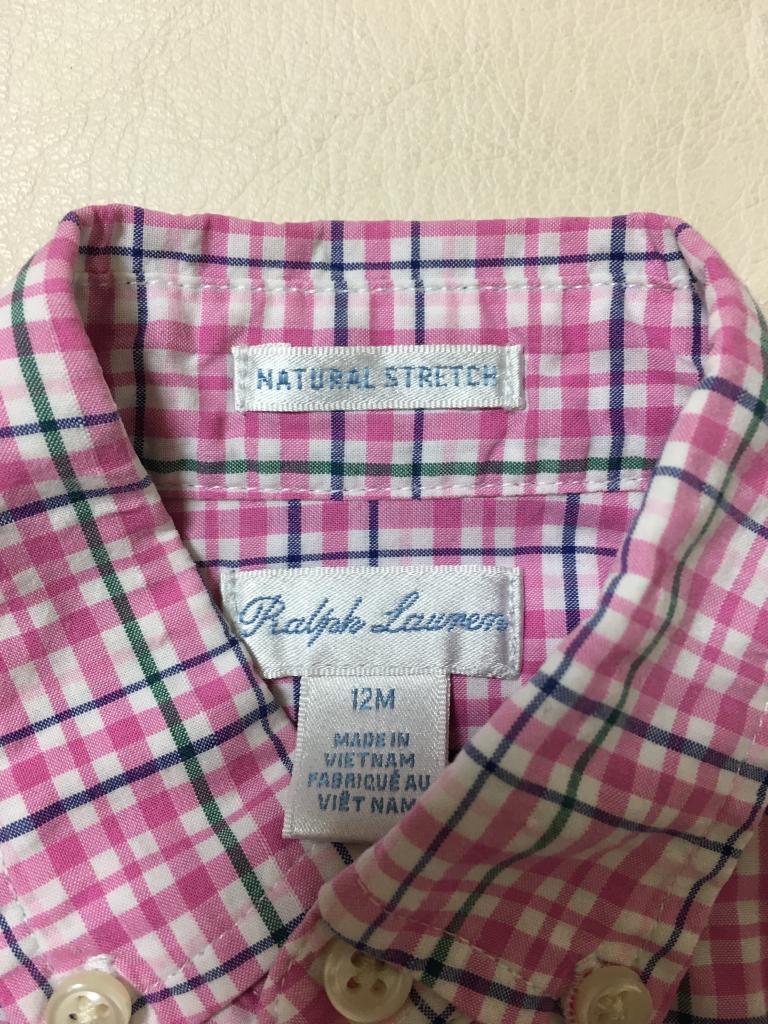 NATURAL STRETCH
Ralph Lauren
12M
MADE IN
VIETNAM
FABRIQUÉ AU
VIÊT NAM